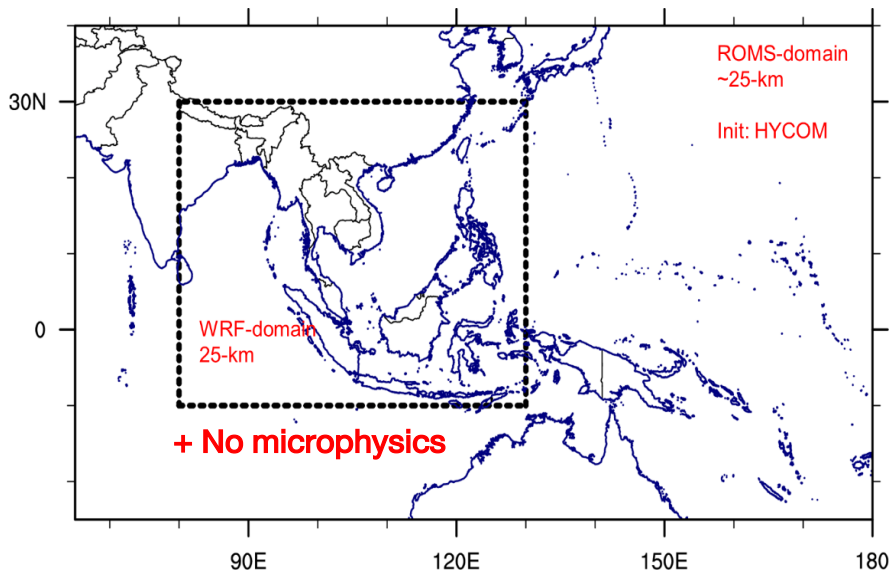 ROMS-domain
~25-km
Init: HYCOM
30N
0
WRF-domain
25-km
+ No microphysics
90E
120E
150E
180